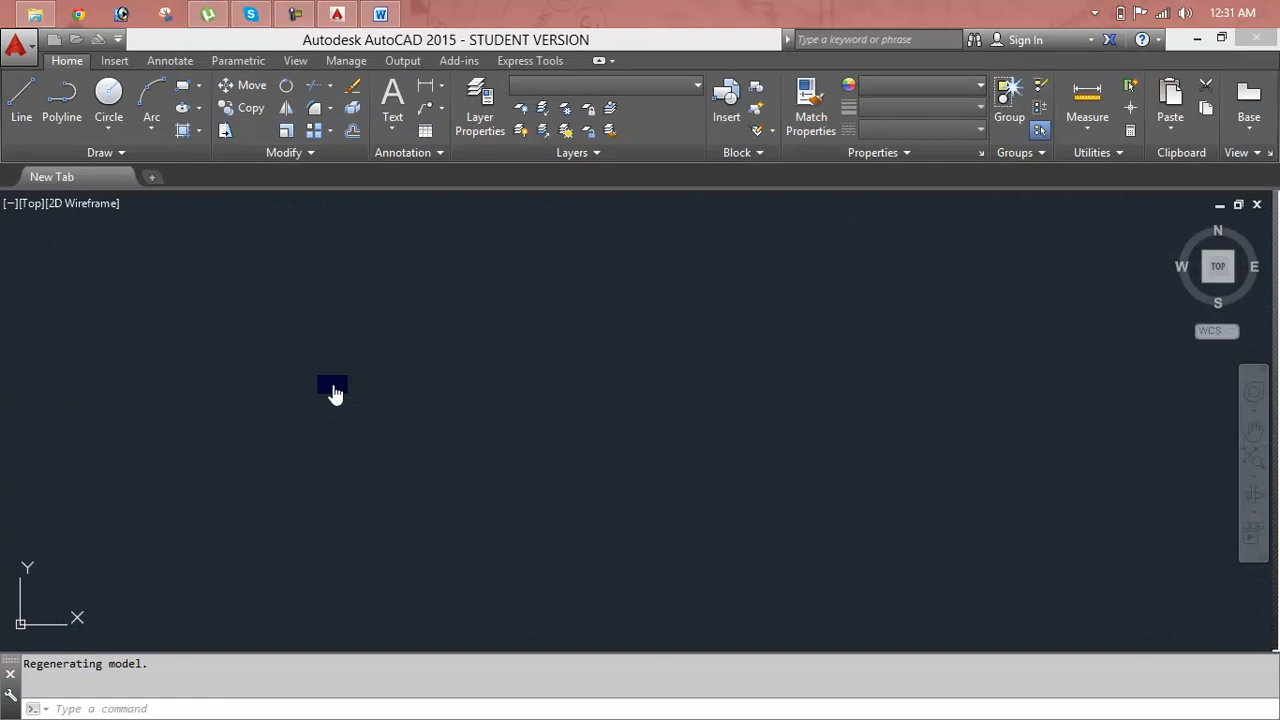 12:31 AM
Autodesk AutoCAD 2015 - STUDENT VERSION
Type a keyword or phrase
Sign In
Home Insert Annotate Parametric View Manage Output Add-ins Express Tools
Line Polyline Circle Arc
Move
Copy
Text
Layer Properties
Insert
Match Properties
Group
Measure
Paste
Base
Draw Modify Annotation Layers Block Properties Groups Utilities Clipboard View
New Tab
[−][Top][2D Wireframe]
N
W TOP E
S
WCS
Y
X
Regenerating model.
Type a command